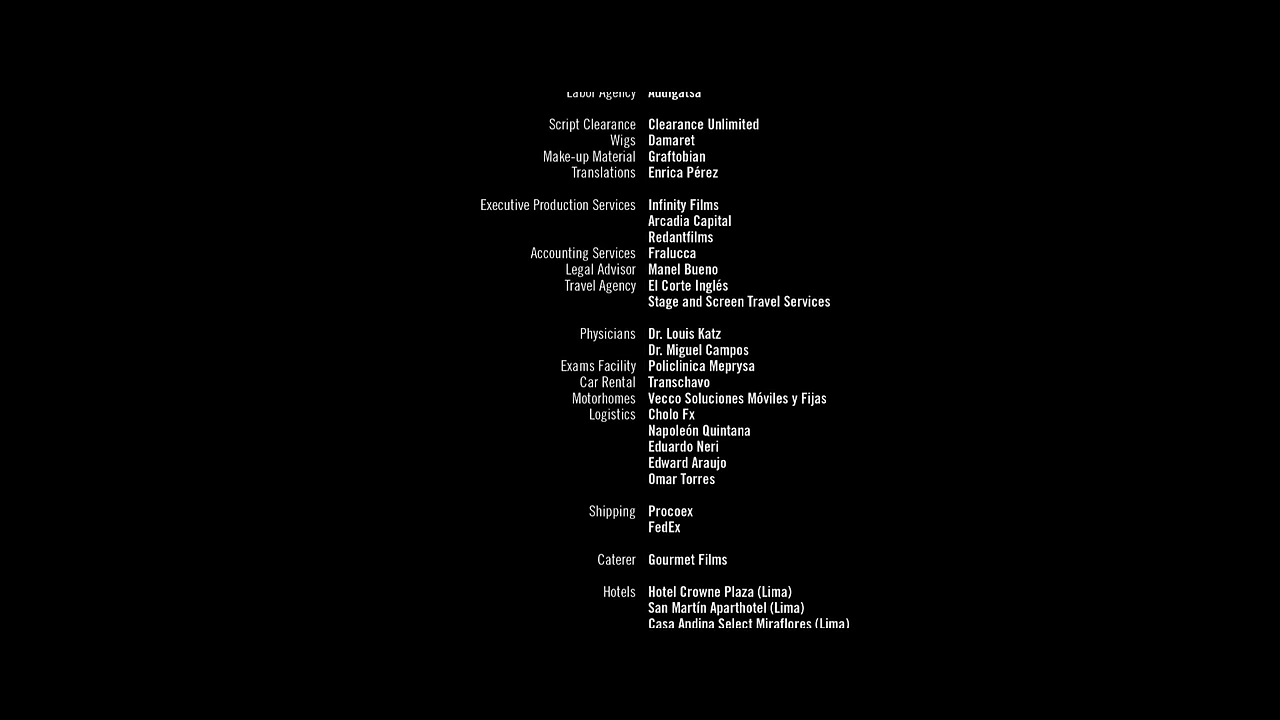 Labor Agency Audigatsa
Script Clearance Clearance Unlimited
Wigs Damaret
Make-up Material Graftobian
Translations Enrica Pérez
Executive Production Services Infinity Films
Arcadia Capital
Redantfilms
Accounting Services Fralucca
Legal Advisor Manel Bueno
Travel Agency El Corte Inglés
Stage and Screen Travel Services
Physicians Dr. Louis Katz
Dr. Miguel Campos
Exams Facility Policlinica Meprysa
Car Rental Transchavo
Motorhomes Vecco Soluciones Móviles y Fijas
Logistics Cholo Fx
Napoleón Quintana
Eduardo Neri
Edward Araujo
Omar Torres
Shipping Procoex
FedEx
Caterer Gourmet Films
Hotels Hotel Crowne Plaza (Lima)
San Martín Aparthotel (Lima)
Casa Andina Select Miraflores (Lima)